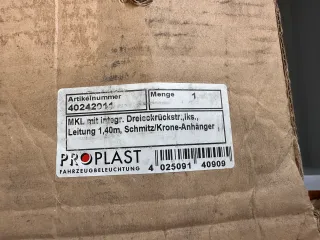 Artikelnummer
Menge
40242011
1
MKL mit integr. Dreieckrückstr.,lks.,
Leitung 1,40m, Schmitz/Krone-Anhänger
PROPLAST
FAHRZEUGBELEUCHTUNG
4 025091 40909